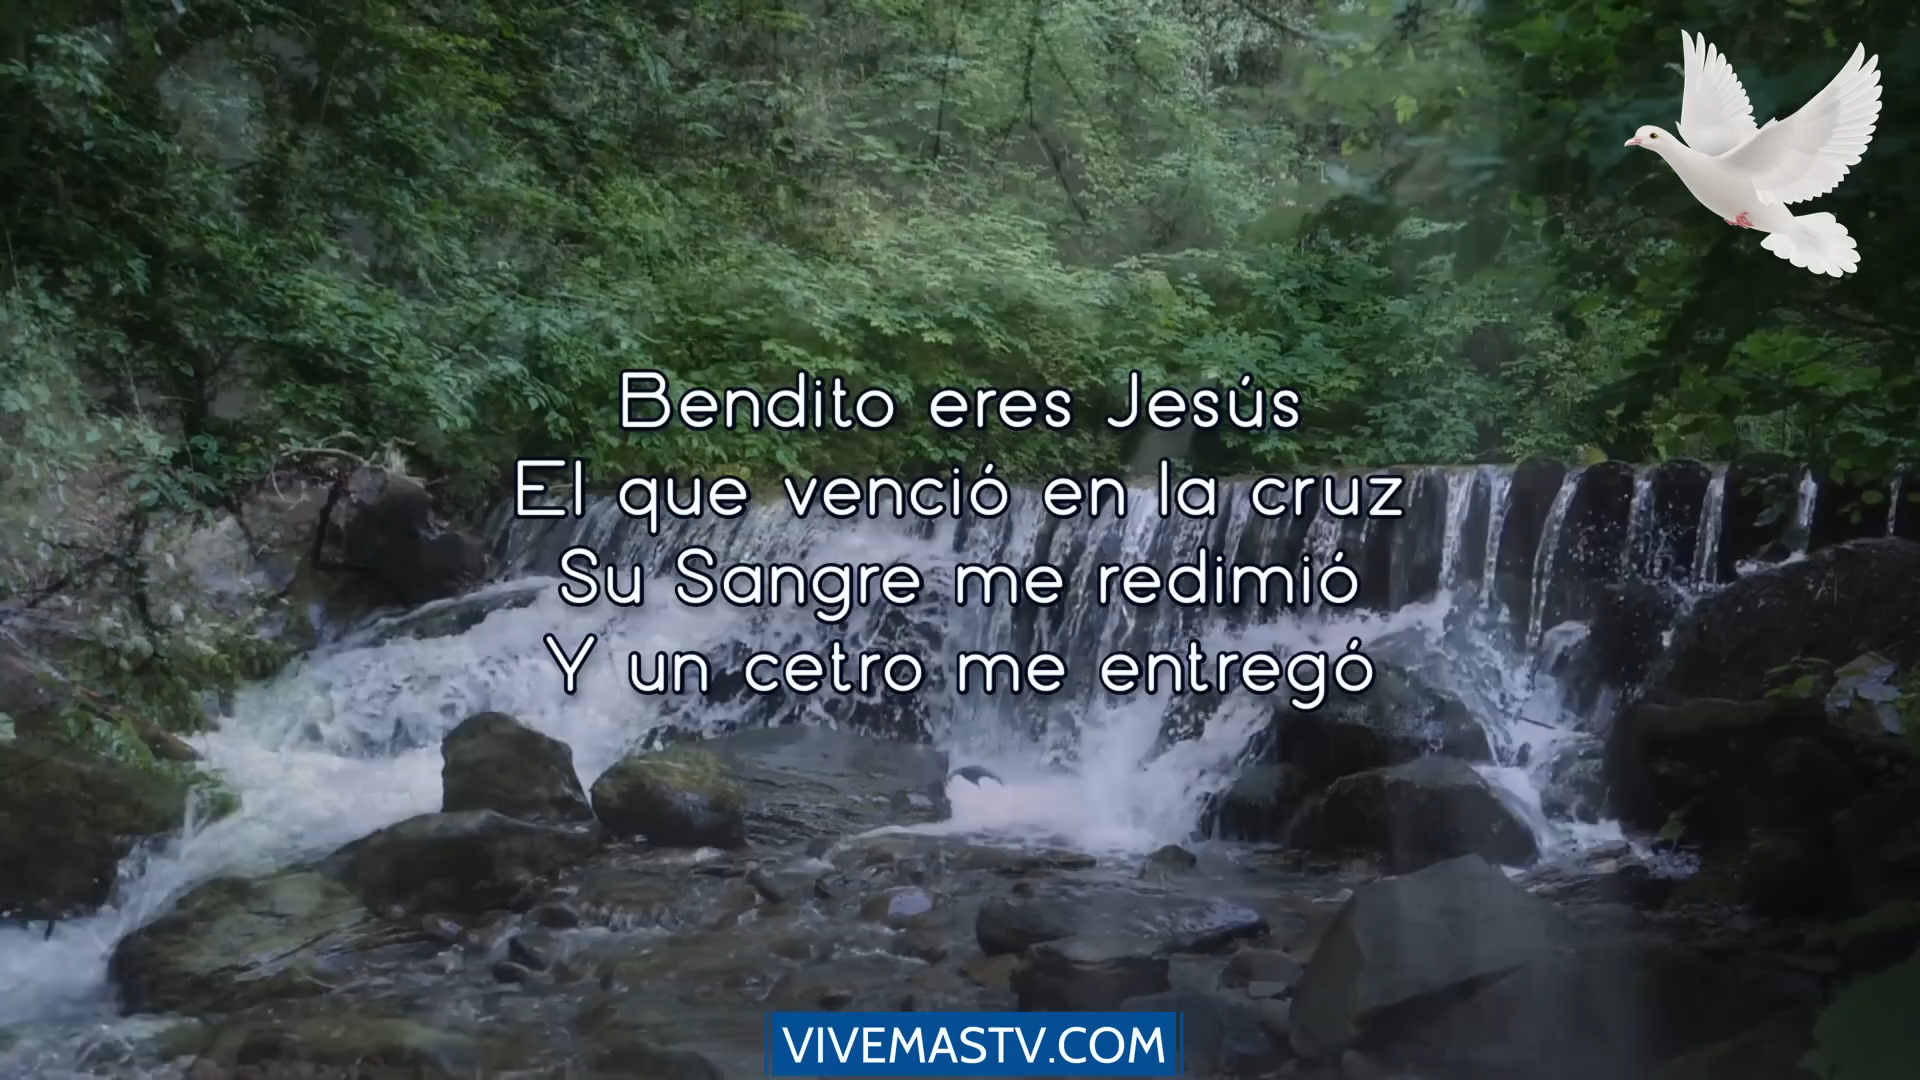 Bendito eres Jesús
El que venció en la cruz
Su Sangre me redimió
Y un cetro me entregó
VIVEMASTV.COM